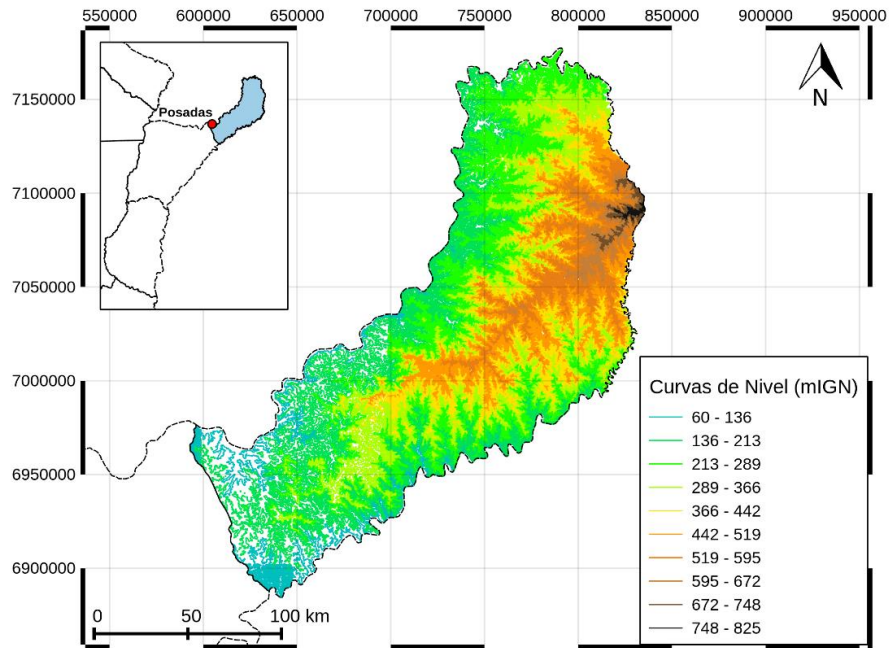 550000 600000 650000 700000 750000 800000 850000 900000 950000
7150000
7100000
7050000
7000000
6950000
6900000
Posadas
N
Curvas de Nivel (mIGN)
60 - 136
136 - 213
213 - 289
289 - 366
366 - 442
442 - 519
519 - 595
595 - 672
672 - 748
748 - 825
0 50 100 km